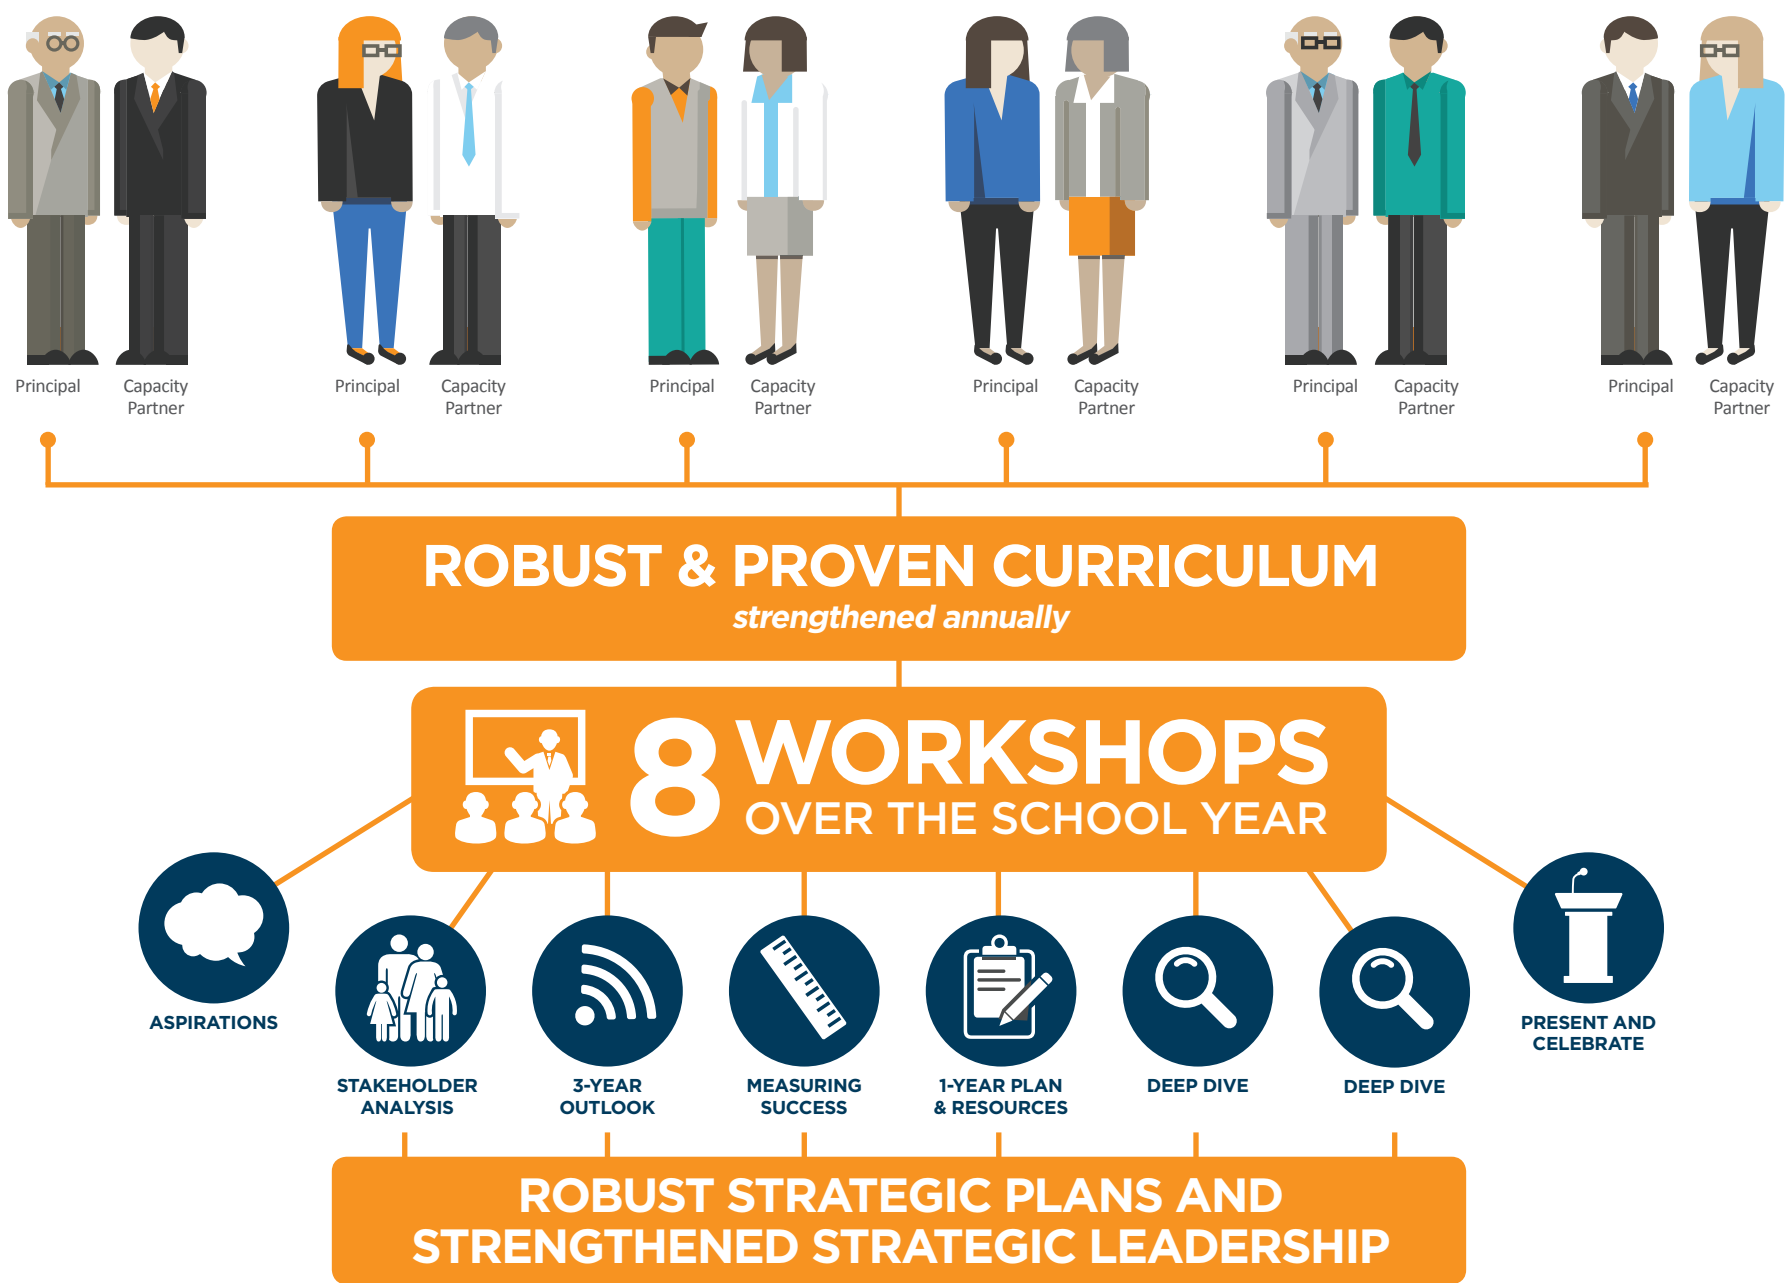 Principal
Capacity
Partner
Principal
Capacity
Partner
Principal
Capacity
Partner
Principal
Capacity
Partner
Principal
Capacity
Partner
Principal
Capacity
Partner
ROBUST & PROVEN CURRICULUM
strengthened annually
8 WORKSHOPS
OVER THE SCHOOL YEAR
ASPIRATIONS
STAKEHOLDER
ANALYSIS
3-YEAR
OUTLOOK
MEASURING
SUCCESS
1-YEAR PLAN
& RESOURCES
DEEP DIVE
DEEP DIVE
PRESENT AND
CELEBRATE
ROBUST STRATEGIC PLANS AND
STRENGTHENED STRATEGIC LEADERSHIP